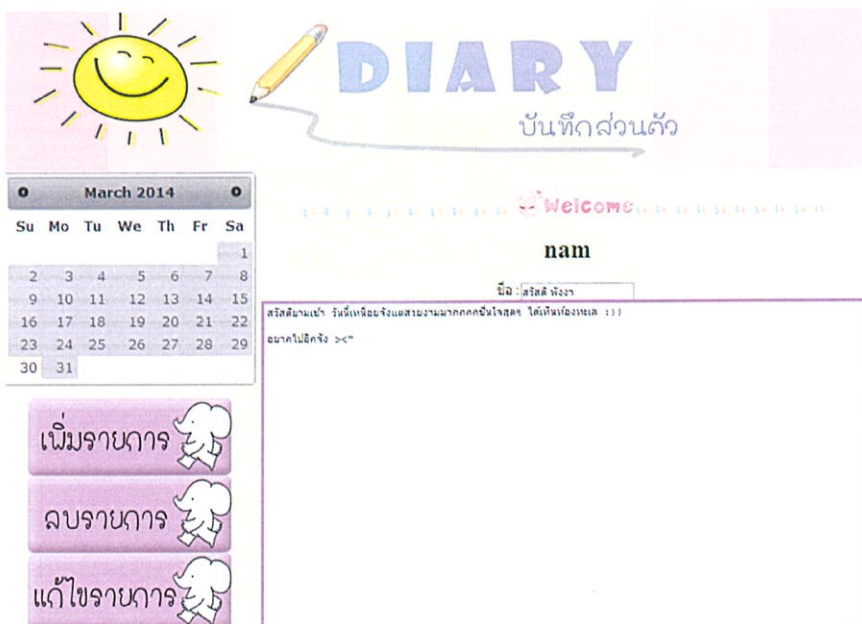 DIARY
บันทึกส่วนตัว
March 2014
Su Mo Tu We Th Fr Sa
1
2 3 4 5 6 7 8
9 10 11 12 13 14 15
16 17 18 19 20 21 22
23 24 25 26 27 28 29
30 31
Welcome
nam
ชื่อ : สวัสดี พังงา
สวัสดียามเช้า วันนี้เหนื่อยจังแต่สวยงามมากกกกชื่นใจสุดๆ ได้เห็นท้องทะเล :))
อยากไปอีกจัง ><"
เพิ่มรายการ
ลบรายการ
แก้ไขรายการ